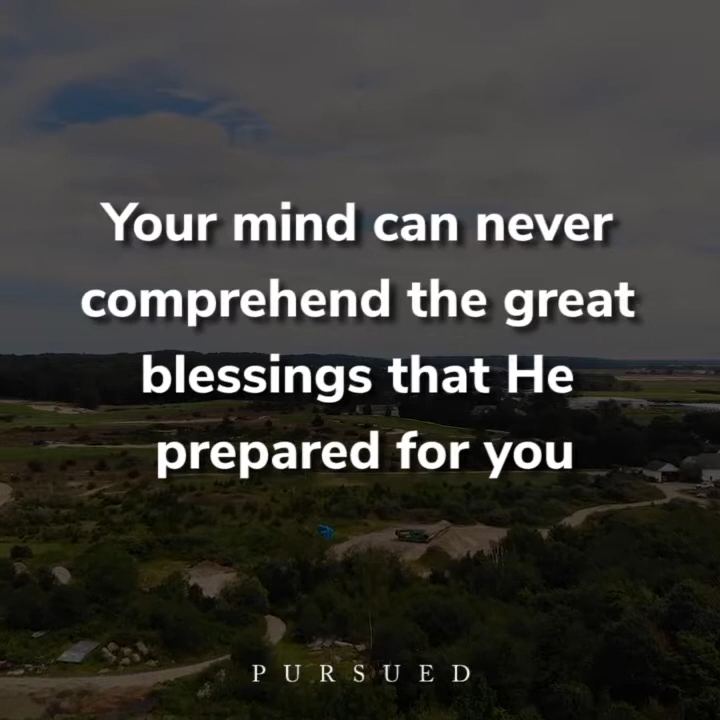 Your mind can never
comprehend the great
blessings that He
prepared for you
PURSUED